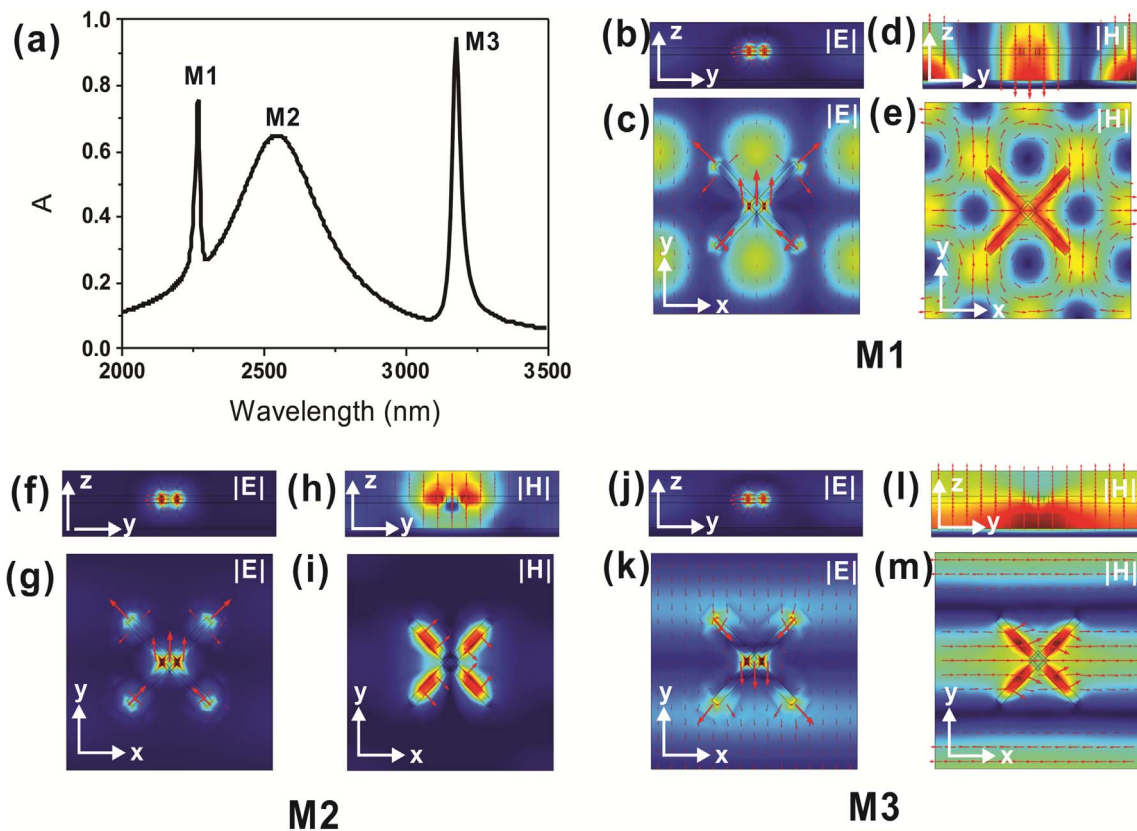 (a)
1.0
0.8
0.6
0.4
0.2
0.0
A
M1
M2
M3
2000
2500
3000
3500
Wavelength (nm)
(b)
z
y
|E|
(d)
z
y
|H|
(c)
y
x
|E|
(e)
y
x
|H|
M1
(f)
z
y
|E|
(h)
z
y
|H|
(g)
y
x
|E|
(i)
y
x
|H|
M2
(j)
z
y
|E|
(l)
z
y
|H|
(k)
y
x
|E|
(m)
y
x
|H|
M3